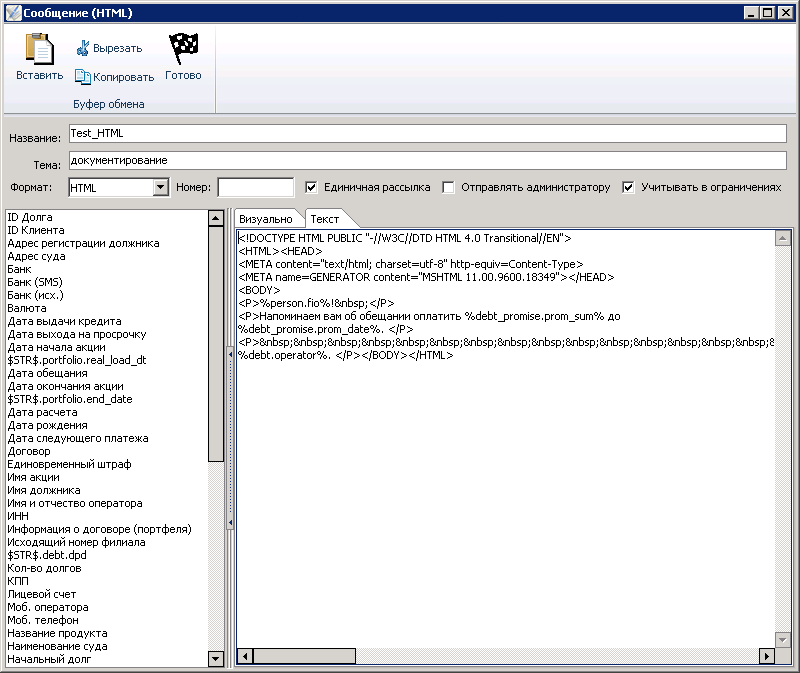 Сообщение (HTML)
Вставить
Вырезать
Копировать
Готово
Буфер обмена
Название: Test_HTML
Тема: документирование
Формат: HTML Номер: Единичная рассылка Отправлять администратору Учитывать в ограничениях
ID Долга
ID Клиента
Адрес регистрации должника
Адрес суда
Банк
Банк (SMS)
Банк (исх.)
Валюта
Дата выдачи кредита
Дата выхода на просрочку
Дата начала акции
$STR$.portfolio.real_load_dt
Дата обещания
Дата окончания акции
$STR$.portfolio.end_date
Дата расчета
Дата рождения
Дата следующего платежа
Договор
Единовременный штраф
Имя акции
Имя должника
Имя и отчество оператора
ИНН
Информация о договоре (портфеля)
Исходящий номер филиала
$STR$.debt.dpd
Кол-во долгов
КПП
Лицевой счет
Моб. оператора
Моб. телефон
Название продукта
Наименование суда
Начальный долг
Визуально Текст
<!DOCTYPE HTML PUBLIC "-//W3C//DTD HTML 4.0 Transitional//EN">
<HTML><HEAD>
<META content="text/html; charset=utf-8" http-equiv=Content-Type>
<META name=GENERATOR content="MSHTML 11.00.9600.18349"></HEAD>
<BODY>
<P>%person.fio%!&nbsp;</P>
<P>Напоминаем вам об обещании оплатить %debt_promise.prom_sum% до
%debt_promise.prom_date%. </P>
<P>&nbsp;&nbsp;&nbsp;&nbsp;&nbsp;&nbsp;&nbsp;&nbsp;&nbsp;&nbsp;&nbsp;&nbsp;&nbsp;&nbsp;&nbsp;&
%debt.operator%. </P></BODY></HTML>